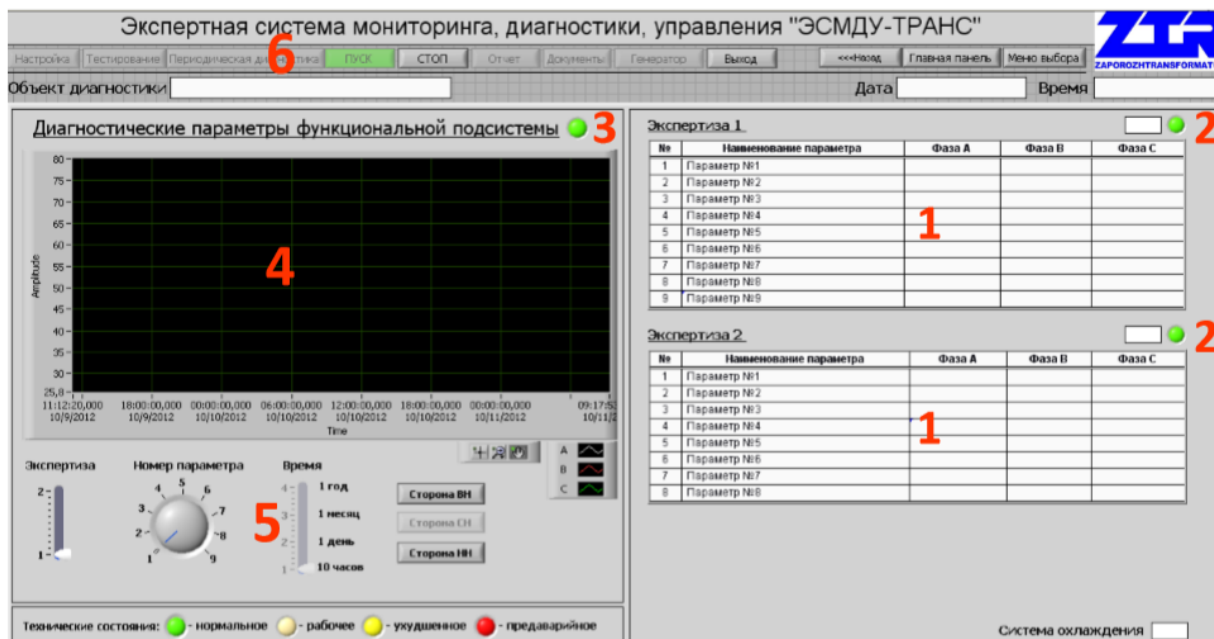 Экспертная система мониторинга, диагностики, управления "ЭСМДУ-ТРАНС"
ZTR
ZAPOROZHTRANSFORMAT
6
Настройка Тестирование Периодическая диагностика ПУСК СТОП Отчет Документы Генератор Выход <<<Назад Главная панель Меню выбора
Объект диагностики Дата Время
Диагностические параметры функциональной подсистемы 3
80
75
70
65
60
55
50
45
40
35
30
25,8
Amplitude
4
11:12:20,000 18:00:00,000 00:00:00,000 06:00:00,000 12:00:00,000 18:00:00,000 00:00:00,000 09:17:53
10/9/2012 10/9/2012 10/10/2012 10/10/2012 10/10/2012 10/10/2012 10/11/2012 10/11/2
Time
A
B
C
Экспертиза Номер параметра Время
2
1
1 2 3 4 5 6 7 8 9
5
4 1 год
3 1 месяц
2 1 день
1 10 часов
Сторона ВН
Сторона СН
Сторона НН
Технические состояния: - нормальное - рабочее - ухудшенное - предаварийное
Экспертиза 1 2
№ Наименование параметра Фаза A Фаза B Фаза C
1 Параметр №1
2 Параметр №2
3 Параметр №3
4 Параметр №4
5 Параметр №5
6 Параметр №6
7 Параметр №7
8 Параметр №8
9 Параметр №9
1
Экспертиза 2 2
№ Наименование параметра Фаза A Фаза B Фаза C
1 Параметр №1
2 Параметр №2
3 Параметр №3
4 Параметр №4
5 Параметр №5
6 Параметр №6
7 Параметр №7
8 Параметр №8
1
Система охлаждения